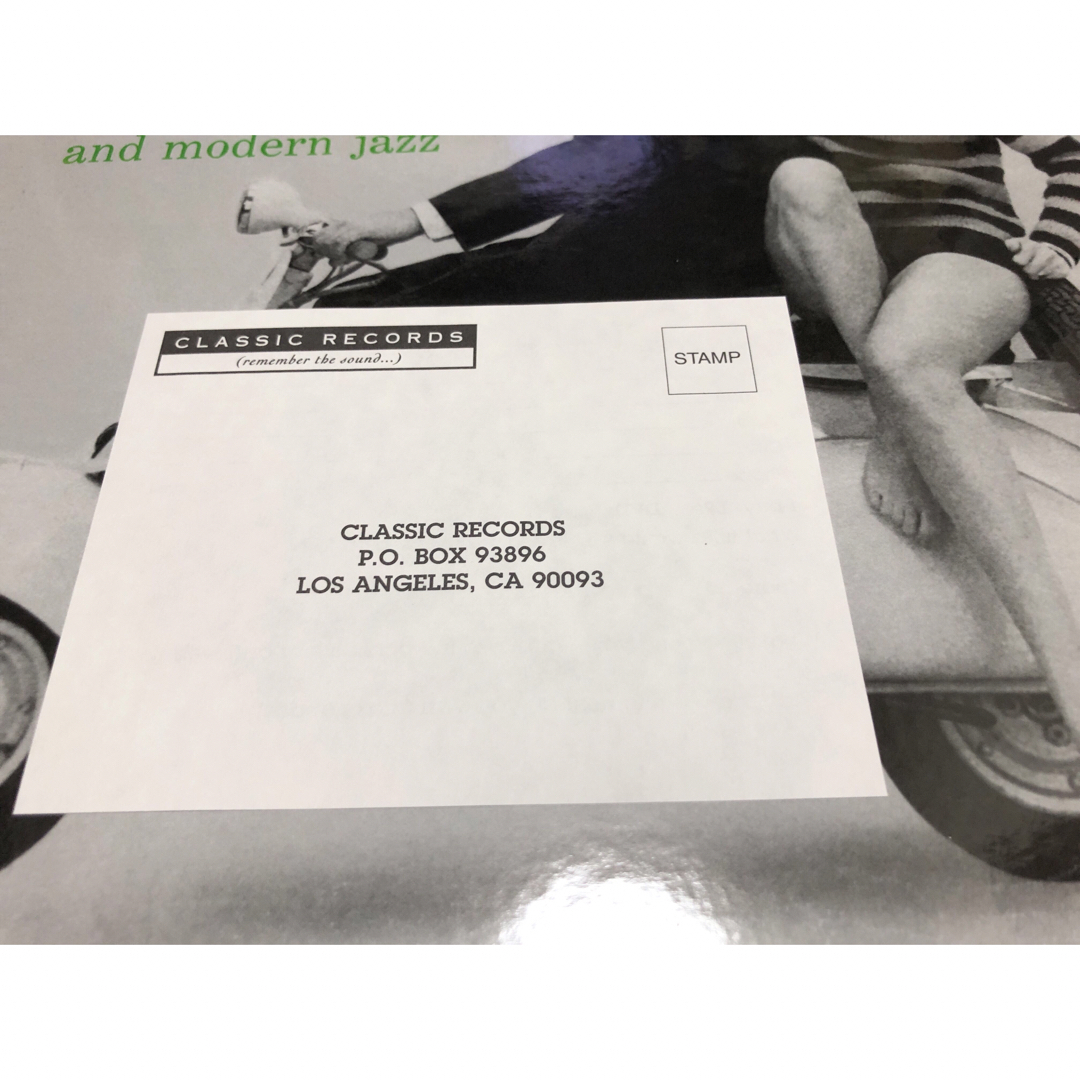 and modern jazz
CLASSIC RECORDS
(remember the sound...)
STAMP
CLASSIC RECORDS
P.O. BOX 93896
LOS ANGELES, CA 90093